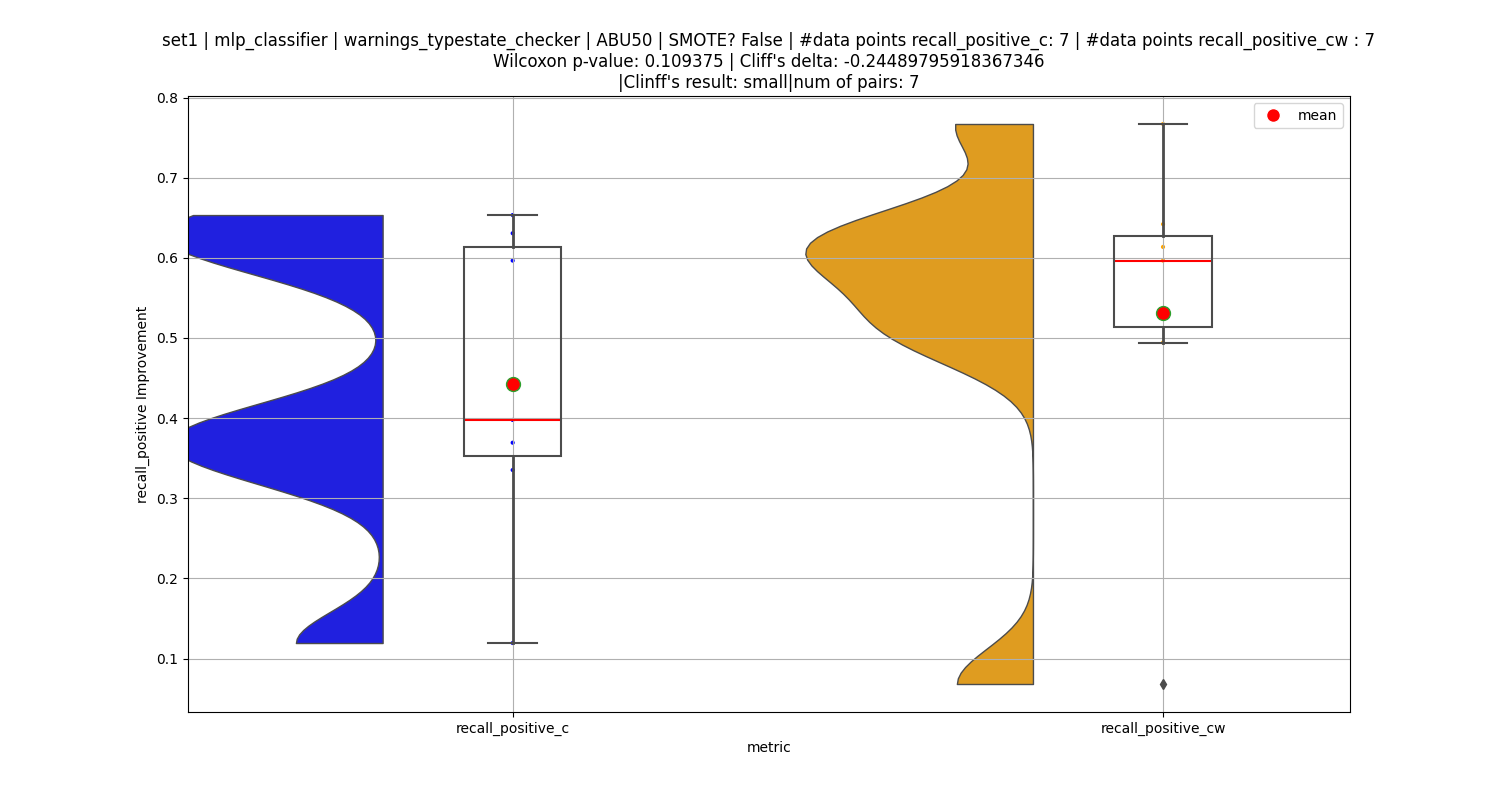 set1 | mlp_classifier | warnings_typestate_checker | ABU50 | SMOTE? False | #data points recall_positive_c: 7 | #data points recall_positive_cw : 7
Wilcoxon p-value: 0.109375 | Cliff's delta: -0.24489795918367346
|Clinff's result: small|num of pairs: 7
mean
0.8
0.7
0.6
0.5
0.4
0.3
0.2
0.1
recall_positive Improvement
recall_positive_c
recall_positive_cw
metric